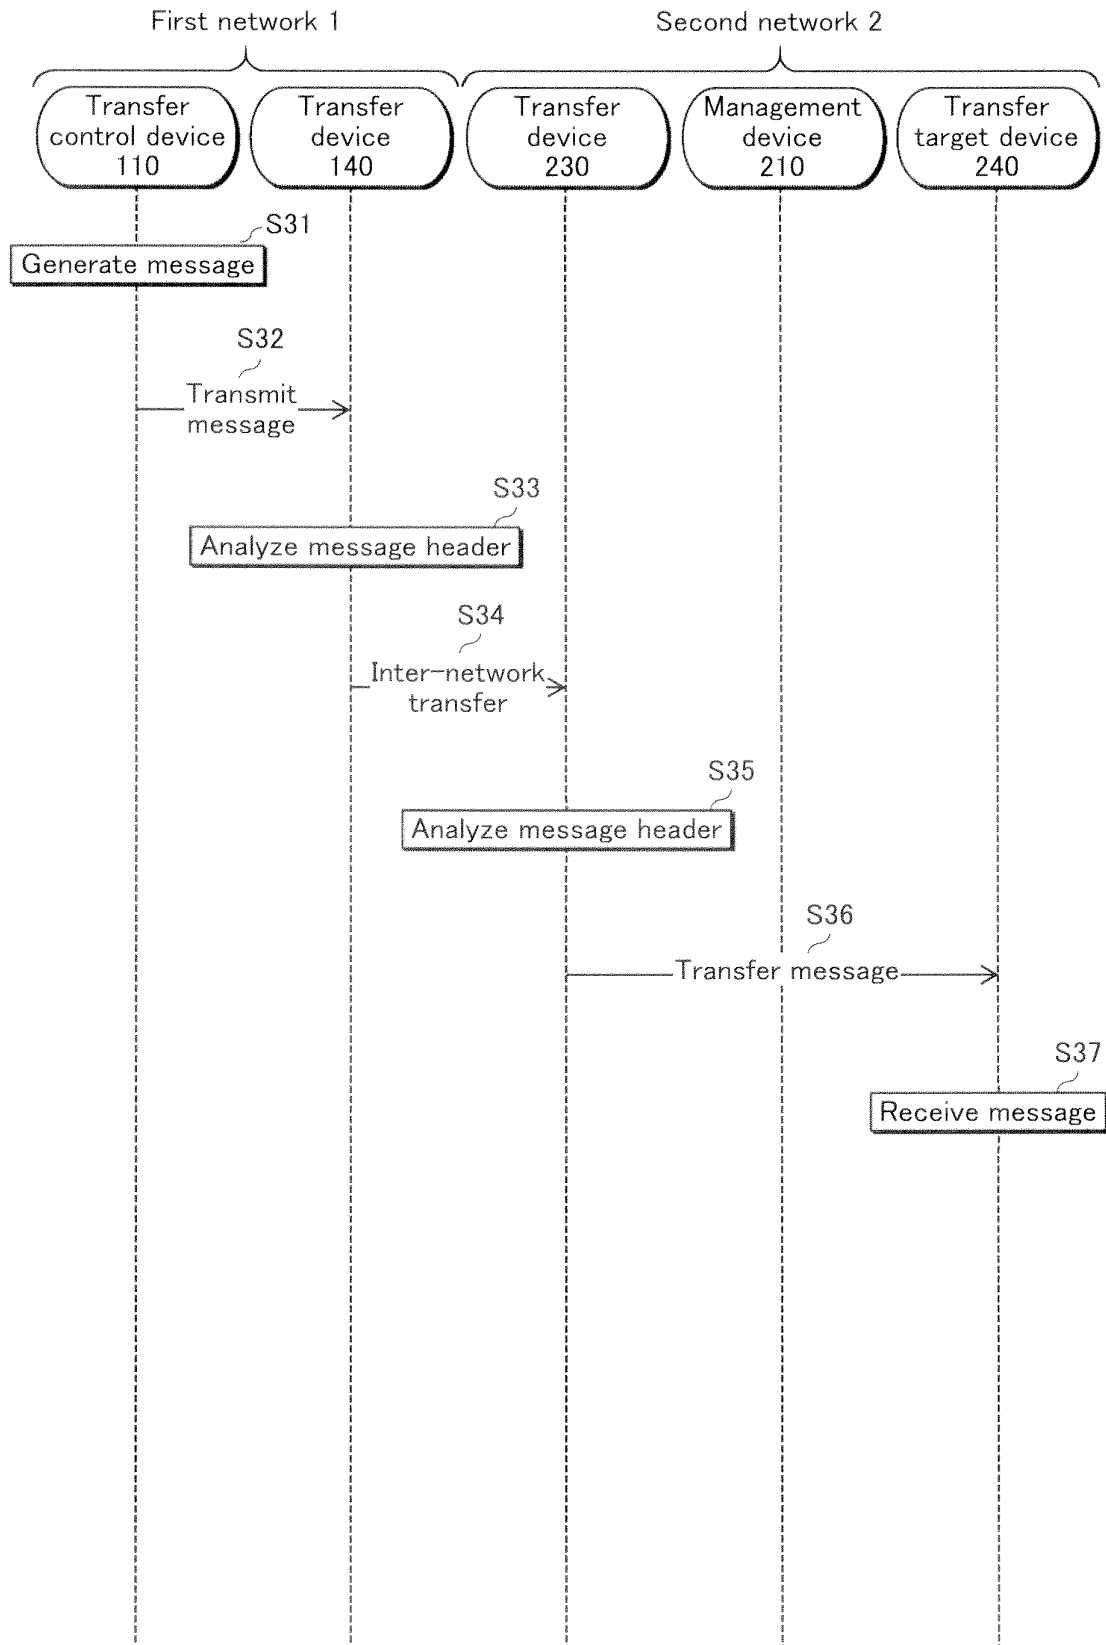 First network 1
Second network 2
Transfer
control device
110
Transfer
device
140
Transfer
device
230
Management
device
210
Transfer
target device
240
S31
Generate message
S32
Transmit
message
S33
Analyze message header
S34
Inter-network
transfer
S35
Analyze message header
S36
Transfer message
S37
Receive message